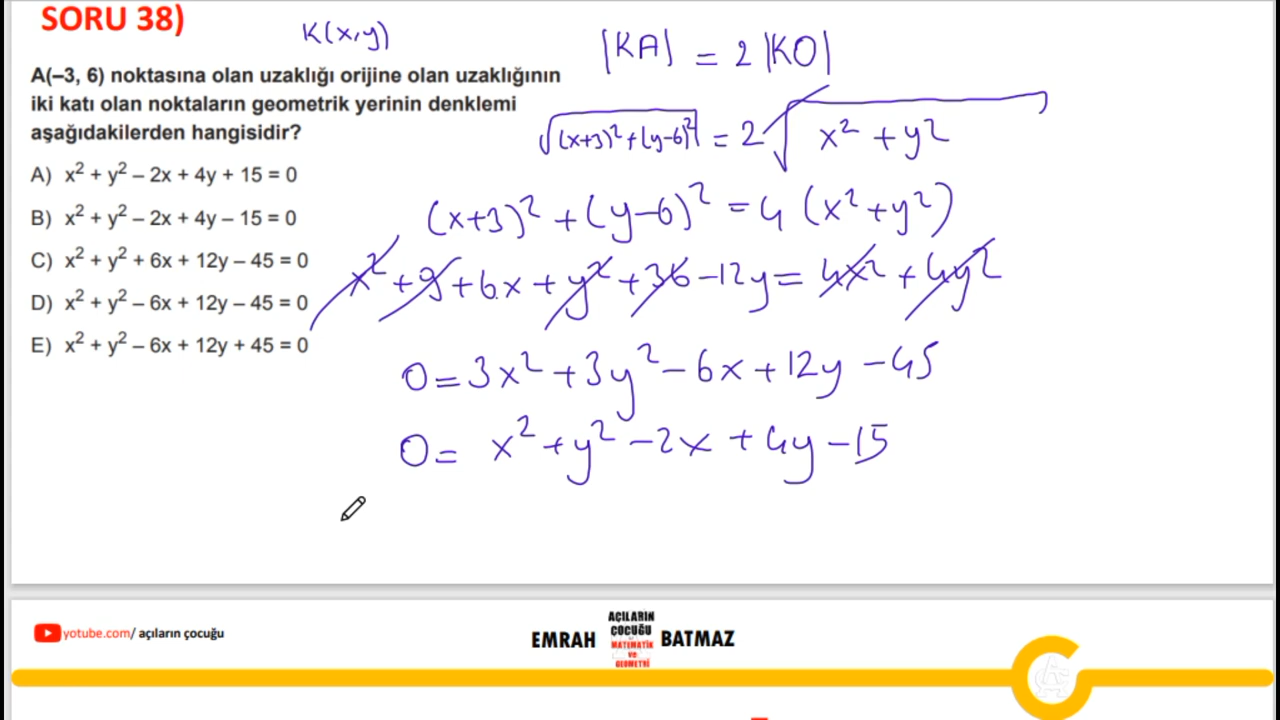 SORU 38)
K(x,y)
A(–3, 6) noktasına olan uzaklığı orijine olan uzaklığının
iki katı olan noktaların geometrik yerinin denklemi
aşağıdakilerden hangisidir?
A) x² + y² – 2x + 4y + 15 = 0
B) x² + y² – 2x + 4y – 15 = 0
C) x² + y² + 6x + 12y – 45 = 0
D) x² + y² – 6x + 12y – 45 = 0
E) x² + y² – 6x + 12y + 45 = 0
|KA| = 2 |KO|
√(x+3)² + (y–6)² = 2√x² + y²
(x+3)² + (y–6)² = 4 (x² + y²)
x² + 9 + 6x + y² + 36 – 12y = 4x² + 4y²
0 = 3x² + 3y² – 6x + 12y – 45
0 = x² + y² – 2x + 4y – 15
yotube.com/ açıların çocuğu
EMRAH
AÇILARIN
ÇOCUĞU
MATEMATİK
ve
GEOMETRİ
BATMAZ